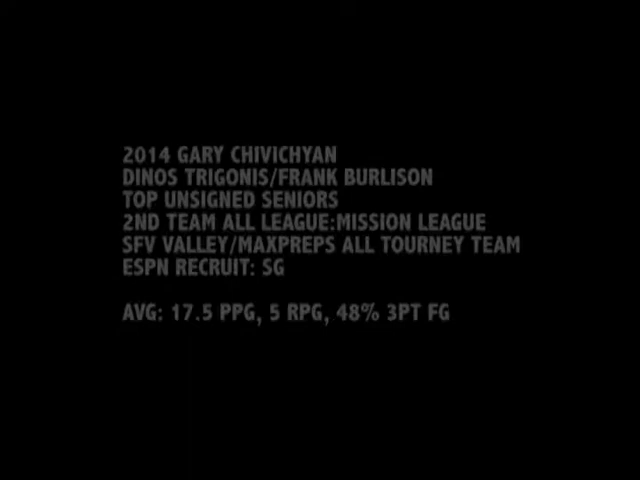 2014 GARY CHIVICHYAN
DINOS TRIGONIS/FRANK BURLISON
TOP UNSIGNED SENIORS
2ND TEAM ALL LEAGUE:MISSION LEAGUE
SFV VALLEY/MAXPREPS ALL TOURNEY TEAM
ESPN RECRUIT: SG
AVG: 17.5 PPG, 5 RPG, 48% 3PT FG